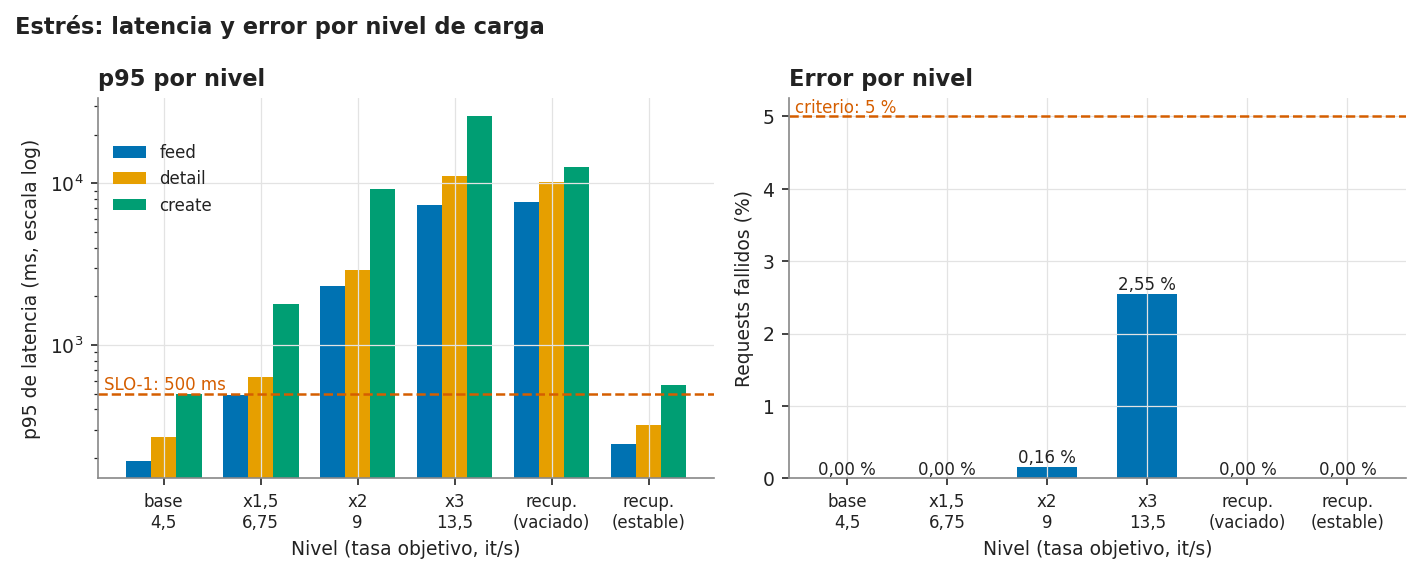 Estrés: latencia y error por nivel de carga
p95 por nivel
p95 de latencia (ms, escala log)
10⁴
10³
feed
detail
create
SLO-1: 500 ms
base
4,5
x1,5
6,75
x2
9
x3
13,5
recup.
(vaciado)
recup.
(estable)
Nivel (tasa objetivo, it/s)
Error por nivel
Requests fallidos (%)
criterio: 5 %
5
4
3
2
1
0
0,00 %
0,00 %
0,16 %
2,55 %
0,00 %
0,00 %
base
4,5
x1,5
6,75
x2
9
x3
13,5
recup.
(vaciado)
recup.
(estable)
Nivel (tasa objetivo, it/s)